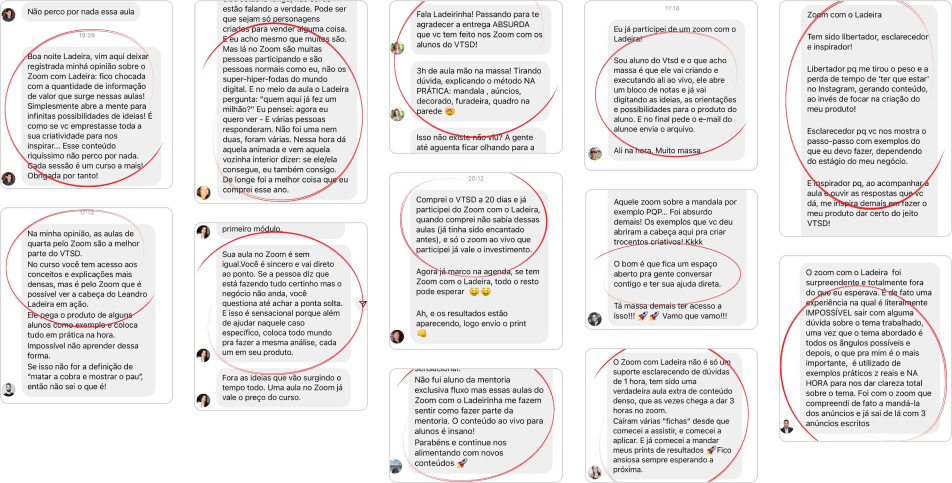 Não perco por nada essa aula
19:39
Boa noite Ladeira, vim aqui deixar
registrada minha opinião sobre o
Zoom com Ladeira: fico chocada
com a quantidade de informação
de valor que surge nessas aulas!
Simplesmente abre a mente para
infinitas possibilidades de ideias! É
como se vc emprestasse toda a
sua criatividade para nos
inspirar... Esse conteúdo
riquíssimo não perco por nada.
Cada sessão é um curso a mais!
Obrigada por tanto!
17:13
Na minha opinião, as aulas de
quarta pelo Zoom são a melhor
parte do VTSD.
No curso você tem acesso aos
conceitos e explicações mais
densas, mas é pelo Zoom que é
possível ver a cabeça do Leandro
Ladeira em ação.
Ele pega o produto de alguns
alunos como exemplo e coloca
tudo em prática na hora.
Impossível não aprender dessa
forma.
Se isso não for a definição de
"matar a cobra e mostrar o pau",
então não sei o que é!
estão falando a verdade. Pode ser
que sejam só personagens
criados para vender alguma coisa.
E eu acho mesmo que muitos são.
Mas lá no Zoom são muitas
pessoas participando e são
pessoas normais como eu, não os
super-hiper-fodas do mundo
digital. E no meio da aula o Ladeira
pergunta: "quem aqui já fez um
milhão?" Eu pensei: agora eu
quero ver - E várias pessoas
responderam. Não foi uma nem
duas, foram várias. Nessa hora dá
aquela animada e vem aquela
vozinha interior dizer: se ele/ela
consegue, eu também consigo.
De longe foi a melhor coisa que eu
comprei esse ano.
primeiro módulo.
Sua aula no Zoom é sem
igual.Você é sincero e vai direto
ao ponto. Se a pessoa diz que
está fazendo tudo certinho mas o
negócio não anda, você
questiona até achar a ponta solta.
E isso é sensacional porque além
de ajudar naquele caso
específico, coloca todo mundo
pra fazer a mesma análise, cada
um em seu produto.
Fora as ideias que vão surgindo o
tempo todo. Uma aula no Zoom já
vale o preço do curso.
Fala Ladeirinha! Passando para te
agradecer a entrega ABSURDA
que vc tem feito nos Zoom com os
alunos do VTSD!
3h de aula mão na massa! Tirando
dúvida, explicando o método NA
PRÁTICA: mandala , aúncios,
decorado, furadeira, quadro na
parede 🤯
Isso não existe não viu? A gente
até aguenta ficar olhando para a
20:12
Comprei o VTSD a 20 dias e já
participei do Zoom com o Ladeira,
quando comprei não sabia dessas
aulas (já tinha sido encantado
antes), e só o zoom ao vivo que
participei já vale o investimento.
Agora já marco na agenda, se tem
Zoom com o Ladeira, todo o resto
pode esperar 😄😄
Ah, e os resultados estão
aparecendo, logo envio o print
👊
sensacional!
Não fui aluno da mentoria
exclusiva fluxo mas essas aulas do
Zoom com o Ladeirinha me fazem
sentir como fazer parte da
mentoria. O conteúdo ao vivo para
alunos é insano!
Parabéns e continue nos
alimentando com novos
conteúdos 🚀
17:18
Eu já participei de um zoom com o
Ladeira!
Sou aluno do Vtsd e o que acho
massa é que ele vai criando e
executando ali ao vivo, ele abre
um bloco de notas e já vai
digitando as ideias, as orientações
e possibilidades para o produto do
aluno. E no final pede o e-mail do
alunoe envia o arquivo.
Ali na hora. Muito massa
Aquele zoom sobre a mandala por
exemplo PQP... Foi absurdo
demais! Os exemplos que vc deu
abriram a cabeça aqui pra criar
trocentos criativos! Kkkk
O bom é que fica um espaço
aberto pra gente conversar
contigo e ter sua ajuda direta.
Tá massa demais ter acesso a
isso!!! 🚀🚀 Vamo que vamo!!!
O Zoom com Ladeira não é só um
suporte esclarecendo de dúvidas
de 1 hora, tem sido uma
verdadeira aula extra de conteúdo
denso, que as vezes chega a dar 3
horas no zoom.
Cairam várias "fichas" desde que
comecei a assistir, e comecei a
aplicar. E já comecei a mandar
meus prints de resultados 🚀Fico
ansiosa sempre esperando a
próxima.
Zoom com o Ladeira
Tem sido libertador, esclarecedor
e inspirador!
Libertador pq me tirou o peso e a
perda de tempo de 'ter que estar'
no Instagram, gerando conteúdo,
ao invés de focar na criação do
meu produto!
Esclarecedor pq vc nos mostra o
passo-passo com exemplos do
que eu devo fazer, dependendo
do estágio do meu negócio.
E inspirador pq, ao acompanhar a
aula e ouvir as respostas que vc
dá, me inspira demais em fazer o
meu produto dar certo do jeito
VTSD!
O zoom com o Ladeira foi
surpreendente e totalmente fora
do que eu esperava. É de fato uma
experiência na qual é literalmente
IMPOSSÍVEL sair com alguma
dúvida sobre o tema trabalhado,
uma vez que o tema abordado é
todos os ângulos possíveis e
depois, o que pra mim é o mais
importante, é utilizado de
exemplos práticos z reais e NA
HORA para nos dar clareza total
sobre o tema. Foi com o zoom que
compreendi de fato a mandá-la
dos anúncios e já sai de lá com 3
anúncios escritos